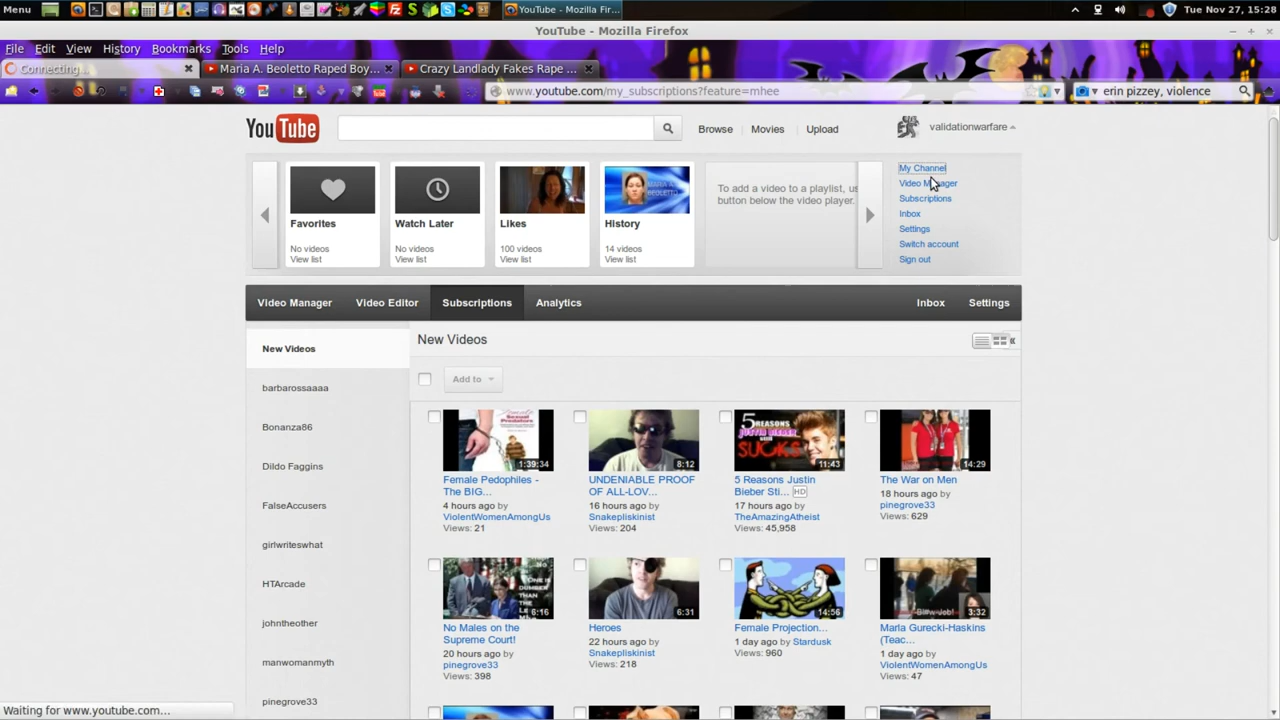 Menu
YouTube - Mozilla Fir...
Tue Nov 27, 15:28
YouTube - Mozilla Firefox
File Edit View History Bookmarks Tools Help
Connecting...
Maria A. Beoletto Raped Boy...
Crazy Landlady Fakes Rape ...
www.youtube.com/my_subscriptions?feature=mhee
erin pizzey, violence
YouTube
Browse Movies Upload
validationwarfare
Favorites
No videos
View list
Watch Later
No videos
View list
Likes
100 videos
View list
History
14 videos
View list
To add a video to a playlist, us
button below the video player.
My Channel
Video Manager
Subscriptions
Inbox
Settings
Switch account
Sign out
Video Manager Video Editor Subscriptions Analytics Inbox Settings
New Videos
barbarossaaaa
Bonanza86
Dildo Faggins
FalseAccusers
girlwriteswhat
HTArcade
johntheother
manwomanmyth
pinegrove33
New Videos
Add to
1:39:34
Female Pedophiles -
The BIG...
4 hours ago by
ViolentWomenAmongUs
Views: 21
8:12
UNDENIABLE PROOF
OF ALL-LOV...
16 hours ago by
Snakepliskinist
Views: 204
5 REASONS
JUSTIN BIEBER
SUCKS
11:43
5 Reasons Justin
Bieber Sti... HD
17 hours ago by
TheAmazingAtheist
Views: 45,958
14:29
The War on Men
18 hours ago by
pinegrove33
Views: 629
6:16
No Males on the
Supreme Court!
20 hours ago by
pinegrove33
Views: 398
6:31
Heroes
22 hours ago by
Snakepliskinist
Views: 218
14:56
Female Projection...
1 day ago by Stardusk
Views: 960
3:32
Marla Gurecki-Haskins
(Teac...
1 day ago by
ViolentWomenAmongUs
Views: 47
Waiting for www.youtube.com...